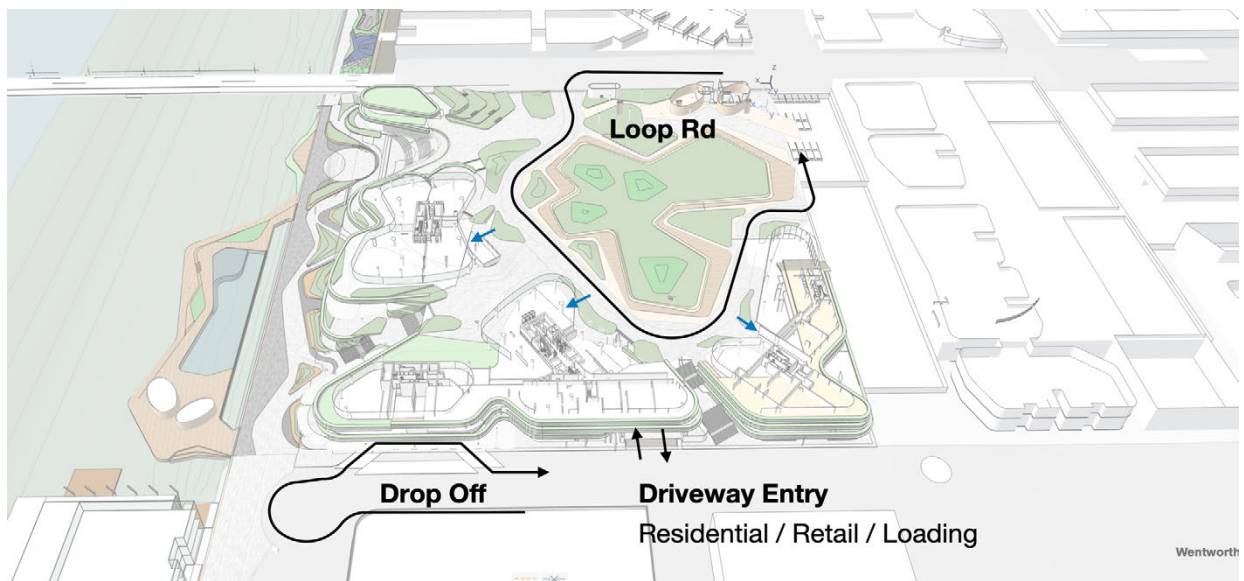 z
x
Loop Rd
y
Drop Off
Driveway Entry
Residential / Retail / Loading
Wentworth